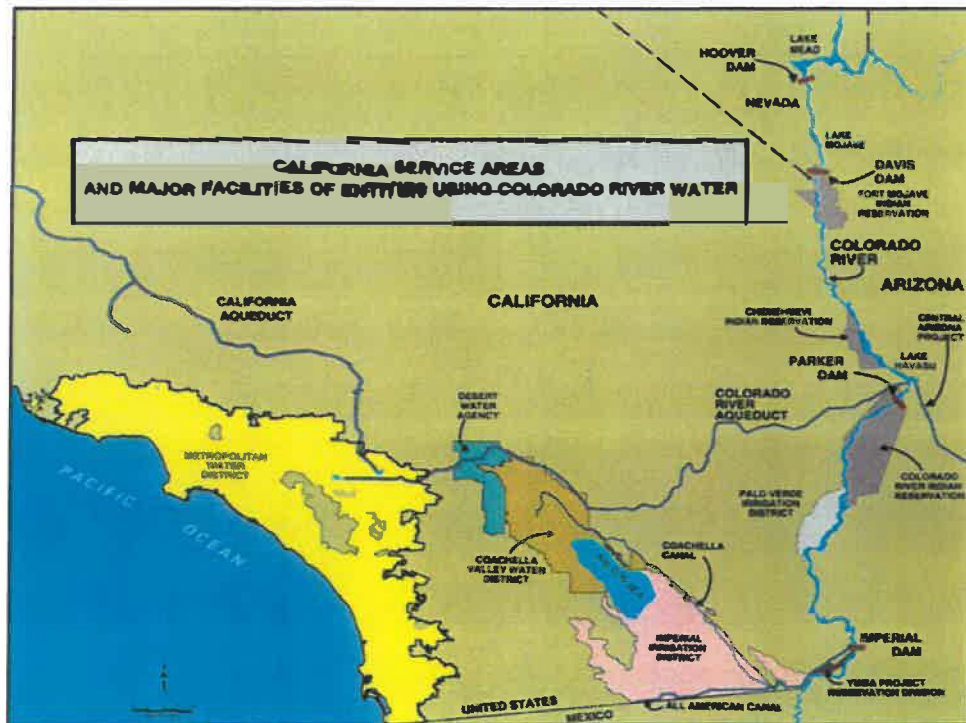 LAKE
MEAD
HOOVER
DAM
NEVADA
LAKE
MOJAVE
CALIFORNIA SERVICE AREAS
AND MAJOR FACILITIES OF ENTITIES USING COLORADO RIVER WATER
DAVIS
DAM
FORT MOJAVE
INDIAN
RESERVATION
COLORADO
RIVER
ARIZONA
CALIFORNIA
AQUEDUCT
CALIFORNIA
CHEMEHUEVI
INDIAN RESERVATION
CENTRAL
ARIZONA
PROJECT
LAKE
HAVASU
PARKER
DAM
COLORADO
RIVER
AQUEDUCT
DESERT
WATER
AGENCY
METROPOLITAN
WATER
DISTRICT
PACIFIC OCEAN
COLORADO
RIVER INDIAN
RESERVATION
PALO VERDE
IRRIGATION
DISTRICT
COACHELLA
VALLEY WATER
DISTRICT
COACHELLA
CANAL
IMPERIAL
IRRIGATION
DISTRICT
IMPERIAL
DAM
YUMA PROJECT
RESERVATION DIVISION
UNITED STATES
MEXICO
ALL AMERICAN CANAL